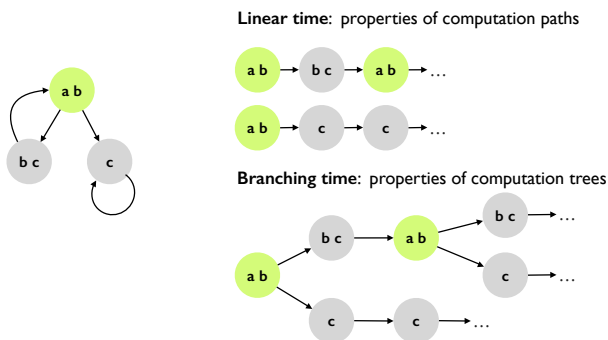 a b
b c
c
Linear time: properties of computation paths
a b b c a b ...
a b c c ...
Branching time: properties of computation trees
b c ...
b c a b
a b
c ...
c c ...